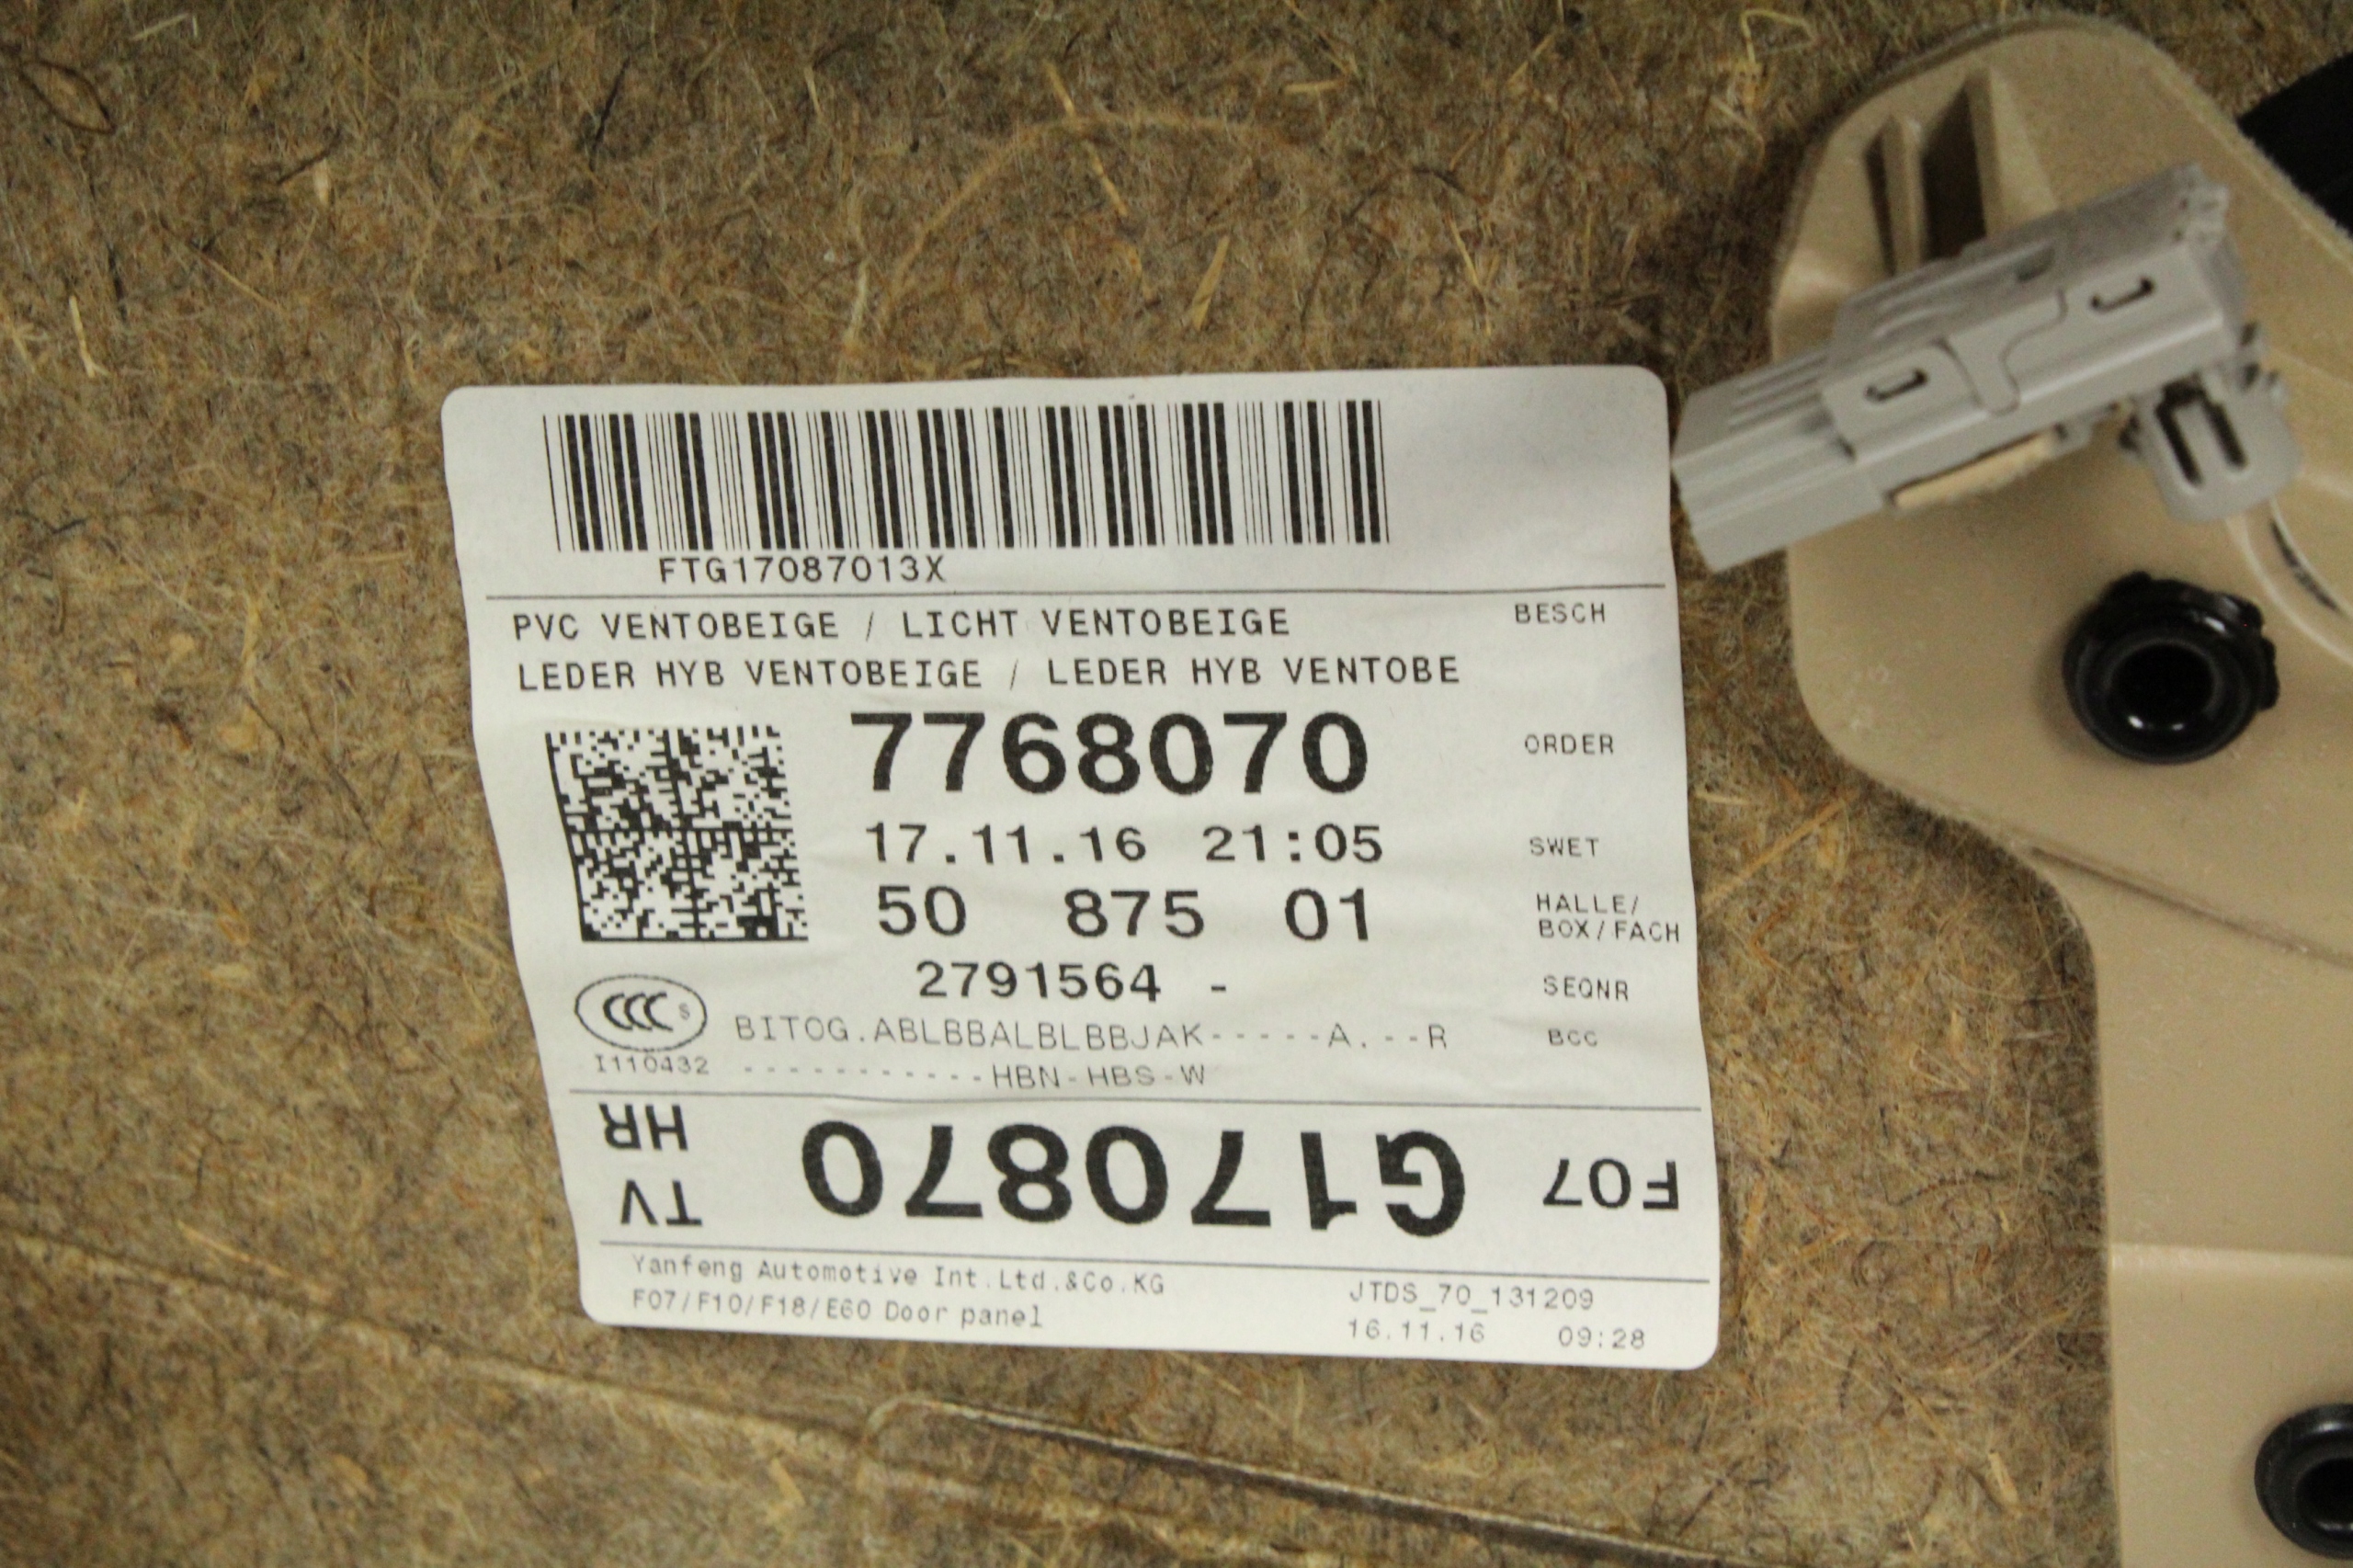 FTG17087013X
PVC VENTOBEIGE / LICHT VENTOBEIGE BESCH
LEDER HYB VENTOBEIGE / LEDER HYB VENTOBE
7768070 ORDER
17.11.16 21:05 SWET
50 875 01 HALLE/
BOX/FACH
2791564 - SEQNR
CCC S
BITOG.ABLBBALBLBBJAK-----A.--R BCC
I110432 -----------HBN-HBS-W
F07 G170870 TV
HR
Yanfeng Automotive Int.Ltd.&Co.KG JTDS_70_131209
F07/F10/F18/E60 Door panel 16.11.16 09:28